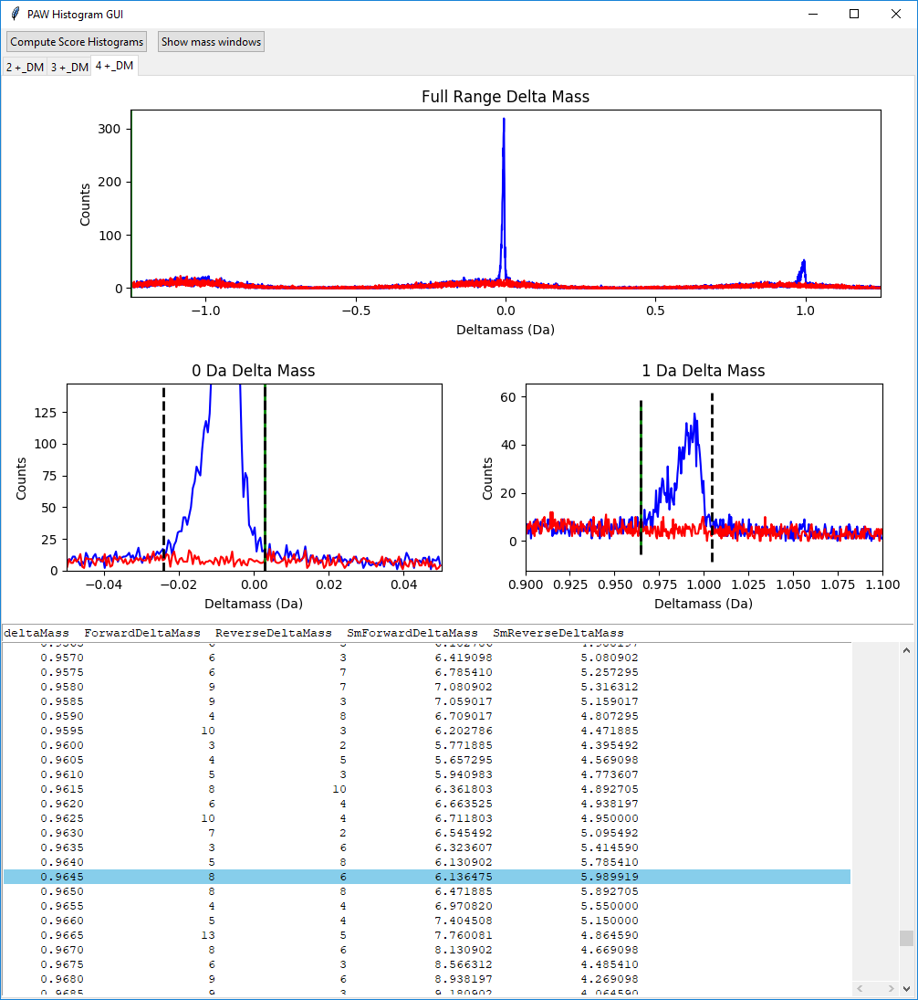 PAW Histogram GUI
Compute Score Histograms Show mass windows
2 +_DM 3 +_DM 4 +_DM
Full Range Delta Mass
300
200
100
0
Counts
−1.0 −0.5 0.0 0.5 1.0
Deltamass (Da)
0 Da Delta Mass
125
100
75
50
25
0
Counts
−0.04 −0.02 0.00 0.02 0.04
Deltamass (Da)
1 Da Delta Mass
60
40
20
0
Counts
0.900 0.925 0.950 0.975 1.000 1.025 1.050 1.075 1.100
Deltamass (Da)
deltaMass ForwardDeltaMass ReverseDeltaMass SmForwardDeltaMass SmReverseDeltaMass
0.9570 6 3 6.419098 5.080902
0.9575 6 7 6.785410 5.257295
0.9580 9 7 7.080902 5.316312
0.9585 9 3 7.059017 5.159017
0.9590 4 8 6.709017 4.807295
0.9595 10 3 6.202786 4.471885
0.9600 3 2 5.771885 4.395492
0.9605 4 5 5.657295 4.569098
0.9610 5 3 5.940983 4.773607
0.9615 8 10 6.361803 4.892705
0.9620 6 4 6.663525 4.938197
0.9625 10 4 6.711803 4.950000
0.9630 7 2 6.545492 5.095492
0.9635 3 6 6.323607 5.414590
0.9640 5 8 6.130902 5.785410
0.9645 8 6 6.136475 5.989919
0.9650 8 8 6.471885 5.892705
0.9655 4 4 6.970820 5.550000
0.9660 5 4 7.404508 5.150000
0.9665 13 5 7.760081 4.864590
0.9670 8 6 8.130902 4.669098
0.9675 6 3 8.566312 4.485410
0.9680 9 6 8.938197 4.269098
0.9685 9 3 9.180902 4.064590